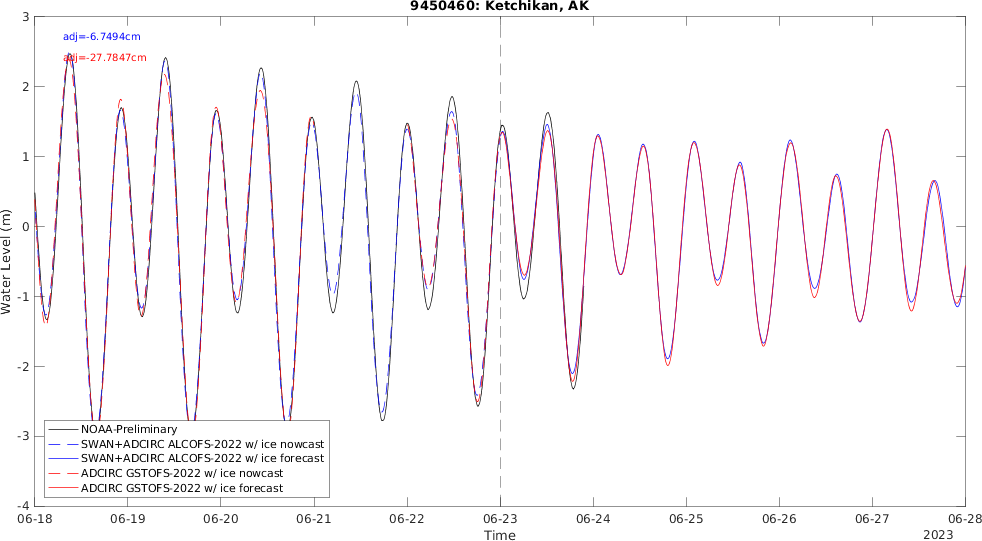 9450460: Ketchikan, AK
adj=-6.7494cm
adj=-27.7847cm
Water Level (m)
3
2
1
0
-1
-2
-3
-4
NOAA-Preliminary
SWAN+ADCIRC ALCOFS-2022 w/ ice nowcast
SWAN+ADCIRC ALCOFS-2022 w/ ice forecast
ADCIRC GSTOFS-2022 w/ ice nowcast
ADCIRC GSTOFS-2022 w/ ice forecast
06-18 06-19 06-20 06-21 06-22 06-23 06-24 06-25 06-26 06-27 06-28
Time
2023